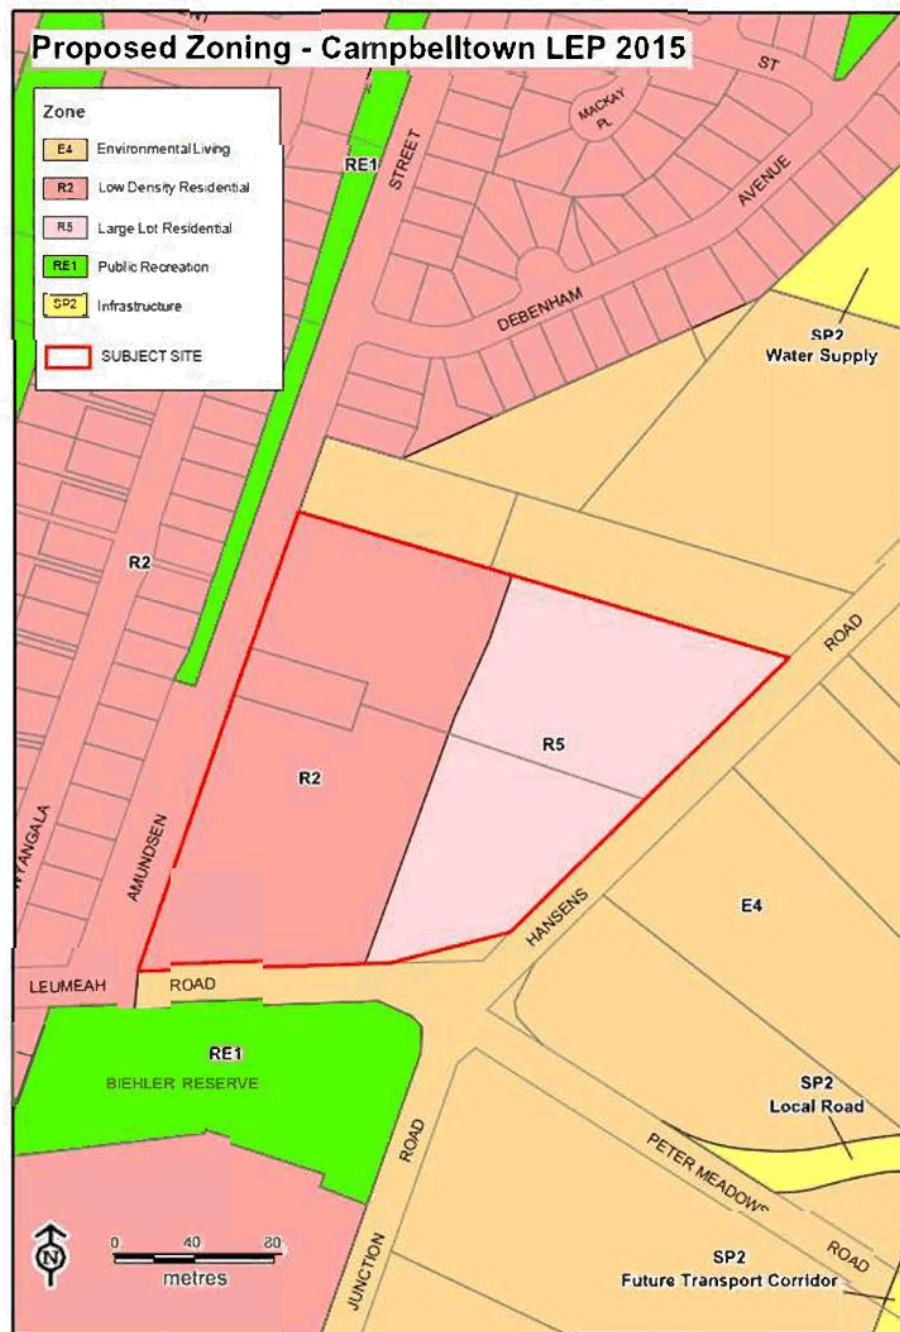 Proposed Zoning - Campbelltown LEP 2015
Zone
E4 Environmental Living
R2 Low Density Residential
R5 Large Lot Residential
RE1 Public Recreation
SP2 Infrastructure
SUBJECT SITE
ST
MACKAY
PL
RE1
STREET
AVENUE
DEBENHAM
SP2
Water Supply
R2
ROAD
R5
R2
AMUNDSEN
HANSENS
E4
LEUMEAH
ROAD
RE1
BIEHLER RESERVE
SP2
Local Road
ROAD
PETER MEADOWS
ROAD
JUNCTION
SP2
Future Transport Corridor
N
0 40 80
metres